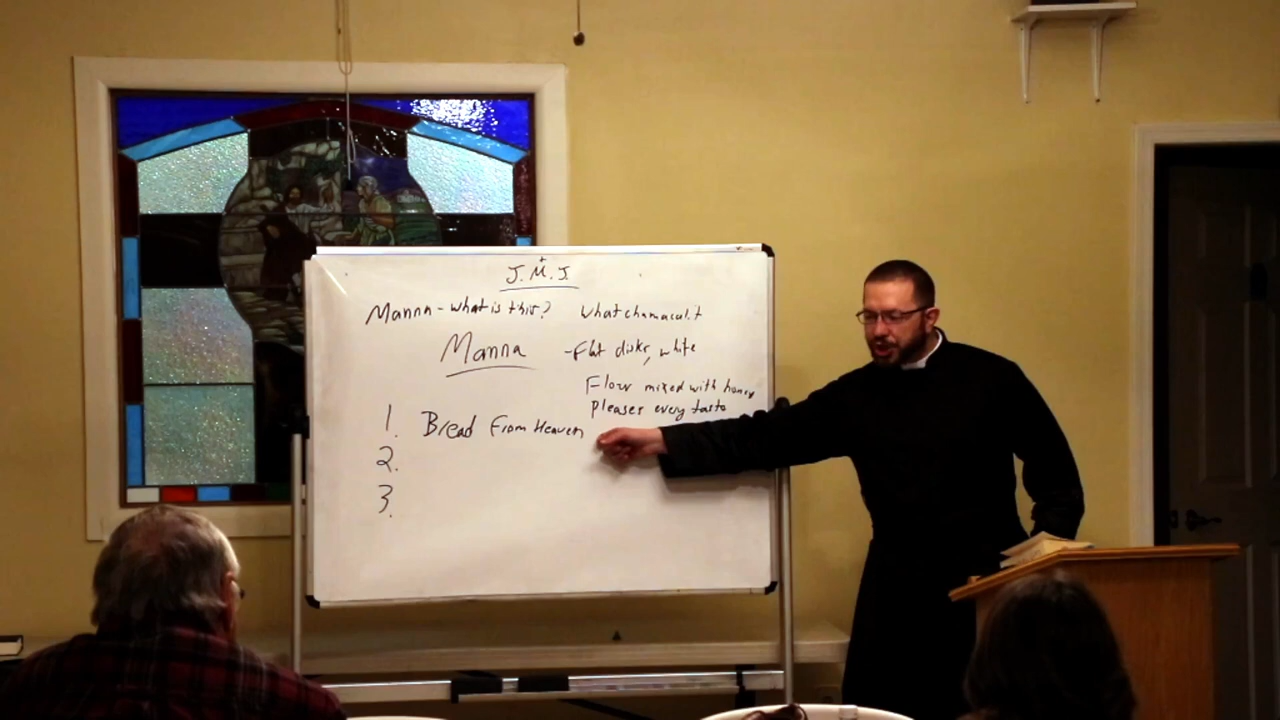 J.M.J.
Manna - what is this? Whatchamacal.t
Manna - Flat disks, white
Flour mixed with honey
pleases every taste
1. Bread From Heaven
2.
3.